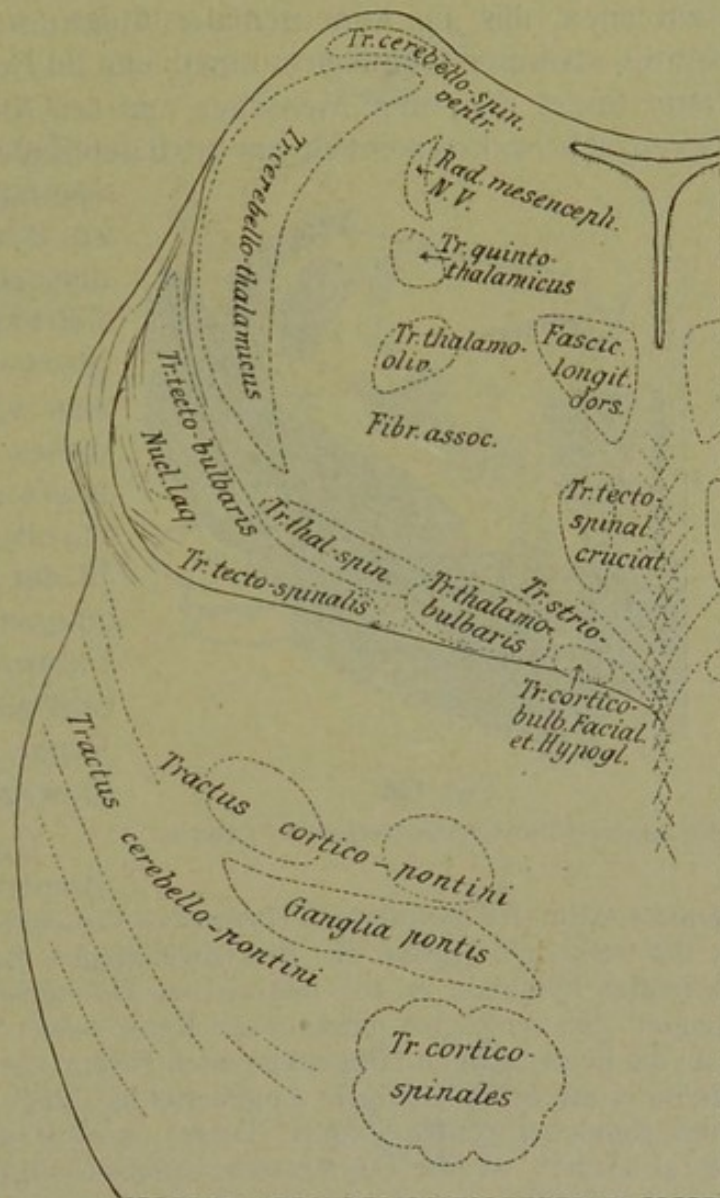 Tr. cerebello-spin.
ventr.
Tr. cerebello-thalamicus
Rad. mesenceph.
N. V.
Tr. quinto-
thalamicus
Tr. thalamo-
oliv.
Fascic.
longit.
dors.
Fibr. assoc.
Tr. tecto-bulbaris
Nucl. laq.
Tr. tecto-
spinal.
cruciat.
Tr. thal.-spin.
Tr. tecto-spinalis
Tr. thalamo-
bulbaris
Tr. strio-
Tr. cortico-
bulb. Facial.
et. Hypogl.
Tractus cortico-pontini
Tractus cerebello-pontini
Ganglia pontis
Tr. cortico-
spinales